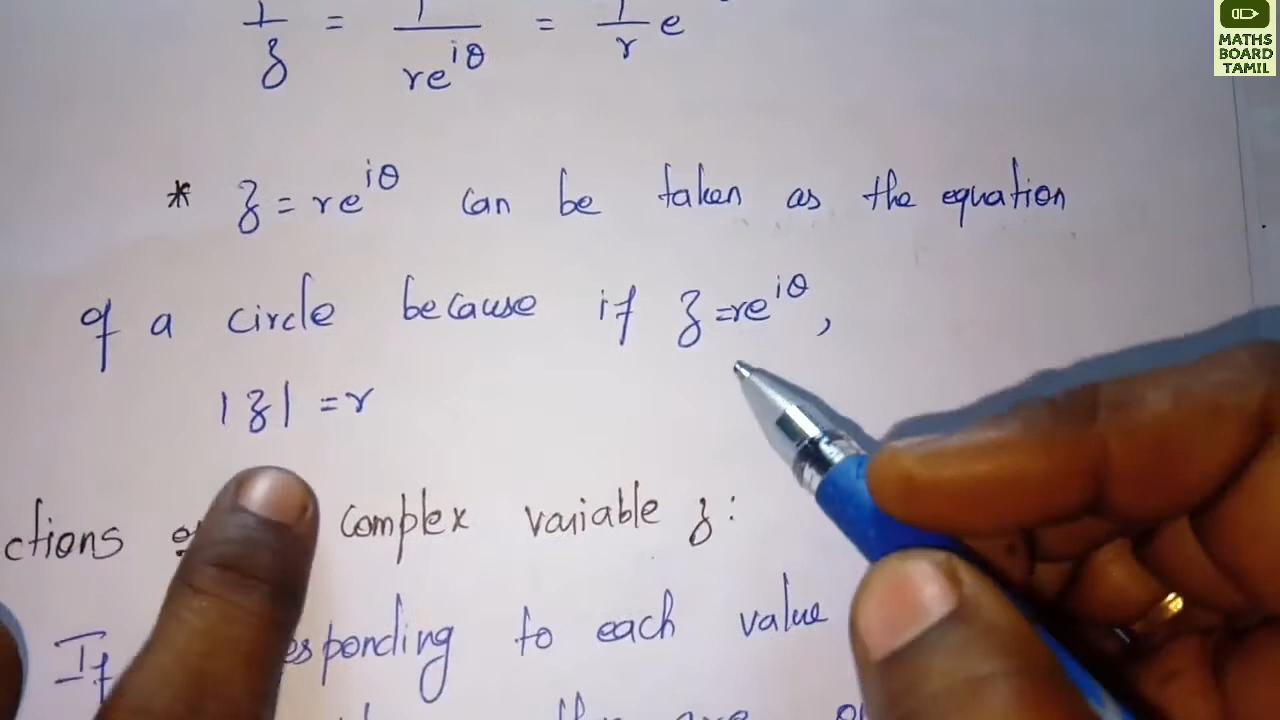 1/z = 1/re^iθ = 1/r e
* z = re^iθ can be taken as the equation
of a circle because if z = re^iθ,
|z| = r
ctions complex variable z:
If esponding to each value
MATHS
BOARD
TAMIL